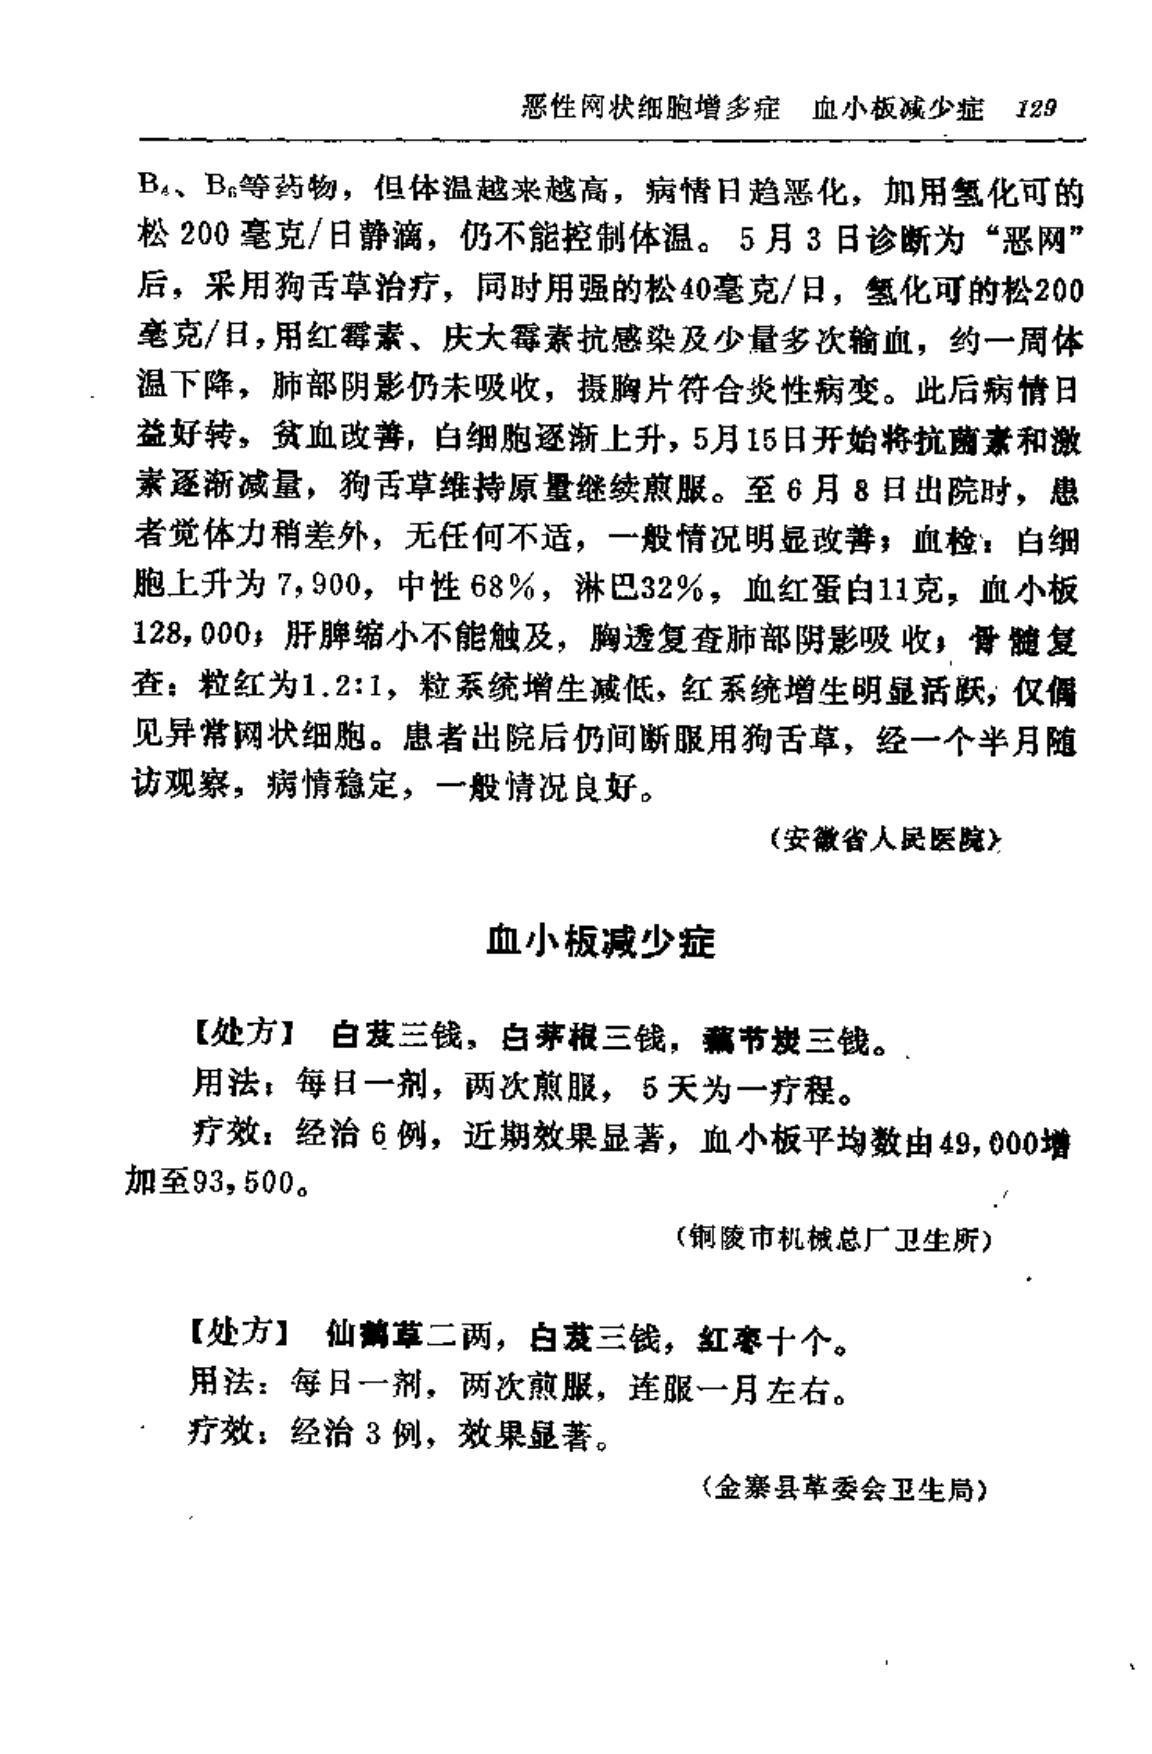 恶性网状细胞增多症 血小板减少症 129
B₄、B₆等药物，但体温越来越高，病情日趋恶化，加用氢化可的
松 200 毫克/日静滴，仍不能控制体温。5 月 3 日诊断为“恶网”
后，采用狗舌草治疗，同时用强的松40毫克/日，氢化可的松200
毫克/日，用红霉素、庆大霉素抗感染及少量多次输血，约一周体
温下降，肺部阴影仍未吸收，摄胸片符合炎性病变。此后病情日
益好转，贫血改善，白细胞逐渐上升，5月15日开始将抗菌素和激
素逐渐减量，狗舌草维持原量继续煎服。至 6 月 8 日出院时，患
者觉体力稍差外，无任何不适，一般情况明显改善；血检：白细
胞上升为 7,900，中性 68%，淋巴32%，血红蛋白11克，血小板
128,000；肝脾缩小不能触及，胸透复查肺部阴影吸收；骨髓复
查：粒红为1.2:1，粒系统增生减低，红系统增生明显活跃，仅偶
见异常网状细胞。患者出院后仍间断服用狗舌草，经一个半月随
访观察，病情稳定，一般情况良好。
（安徽省人民医院）
血小板减少症
【处方】 白芨三钱，白茅根三钱，藕节炭三钱。
用法：每日一剂，两次煎服，5 天为一疗程。
疗效：经治 6 例，近期效果显著，血小板平均数由49,000增
加至93,500。
（铜陵市机械总厂卫生所）
【处方】 仙鹤草二两，白芨三钱，红枣十个。
用法：每日一剂，两次煎服，连服一月左右。
疗效：经治 3 例，效果显著。
（金寨县革委会卫生局）